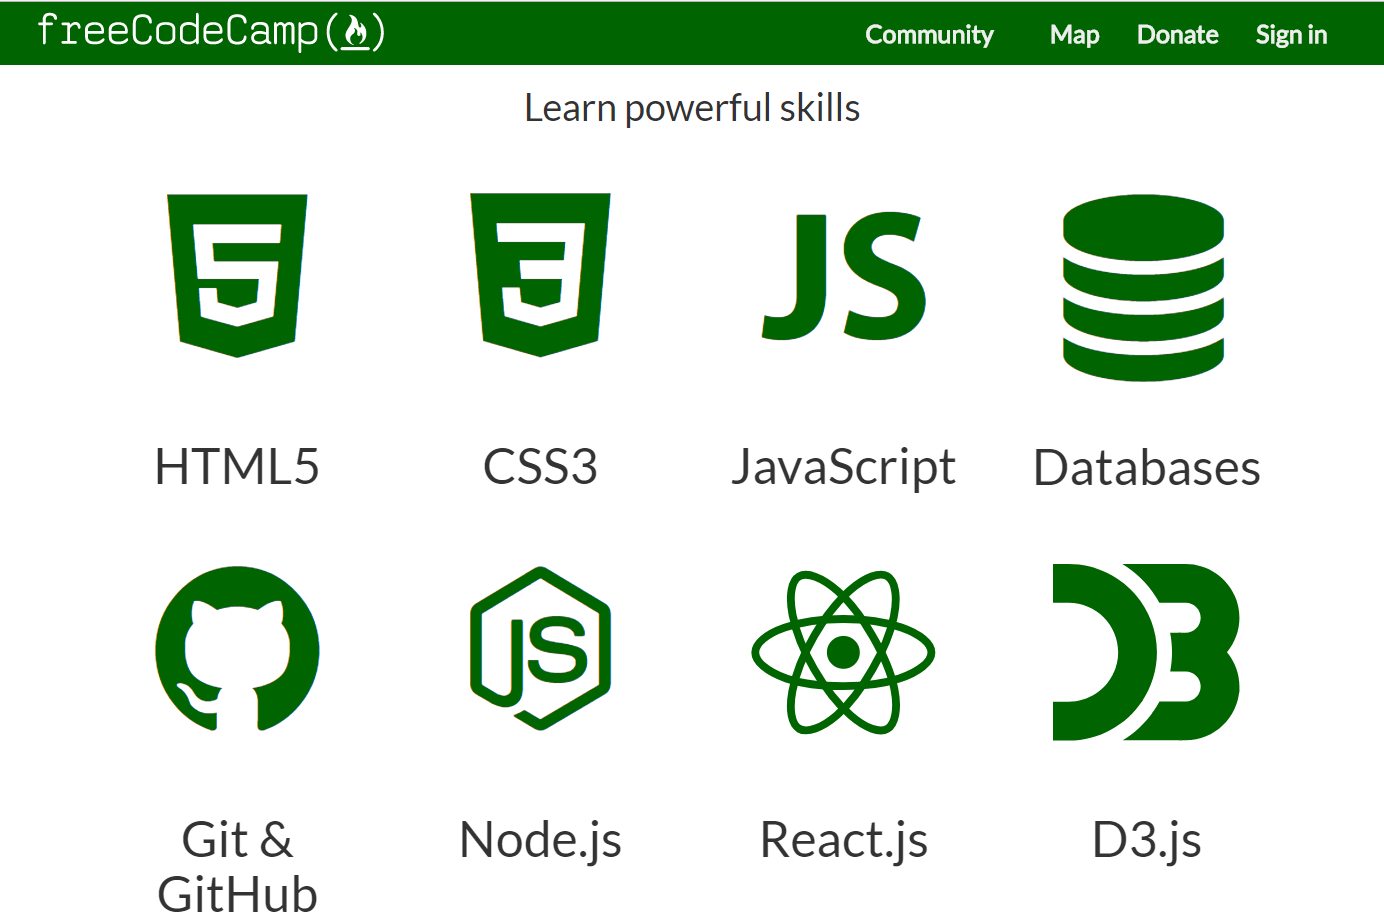 freeCodeCamp(🔥)
Community Map Donate Sign in
Learn powerful skills
JS
HTML5
CSS3
JavaScript
Databases
JS
Git &
GitHub
Node.js
React.js
D3.js